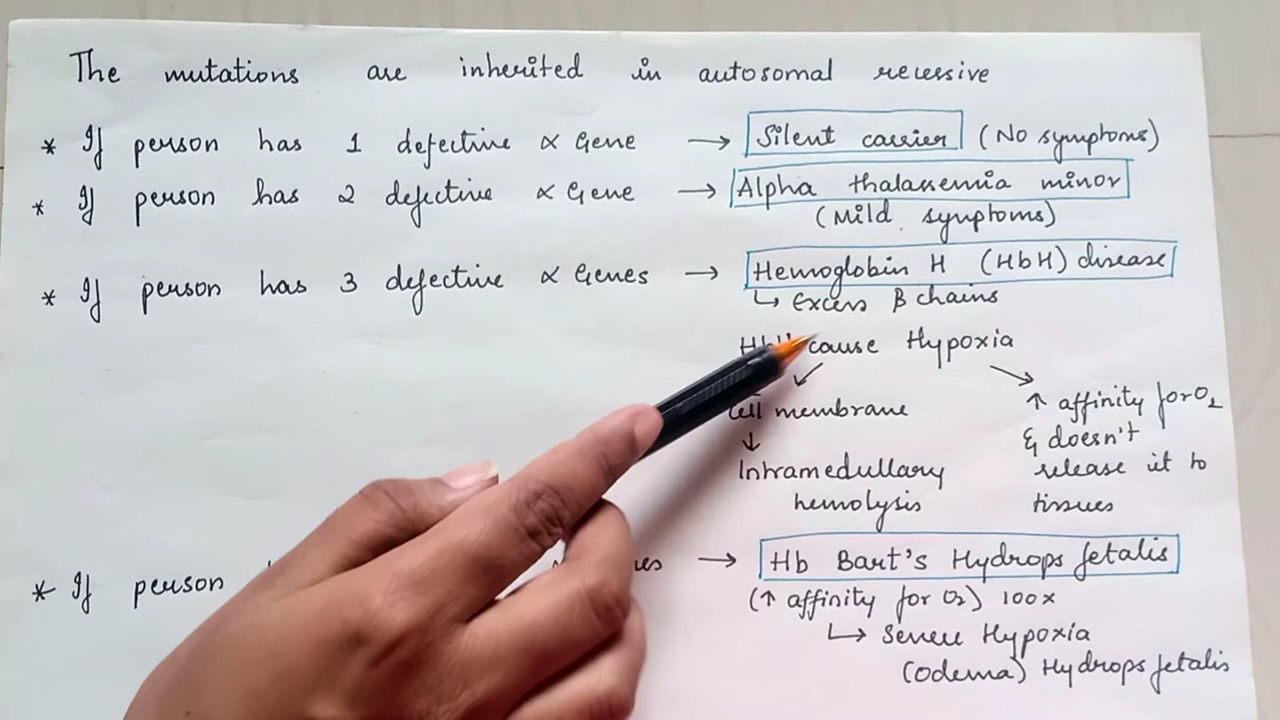 The mutations are inherited in autosomal recessive
* If person has 1 defective α Gene → Silent carrier (No symptoms)
* If person has 2 defective α Gene → Alpha thalassemia minor
(Mild symptoms)
* If person has 3 defective α Genes → Hemoglobin H (HbH) disease
↳ Excess β chains
cause Hypoxia
↙ ↘
cell membrane
↑ affinity for O2
& doesn't
release it to
tissues
↓
Intramedullary
hemolysis
* If person → Hb Bart's Hydrops fetalis
(↑ affinity for O2) 100x
↳ Severe Hypoxia
(odema) Hydrops fetalis